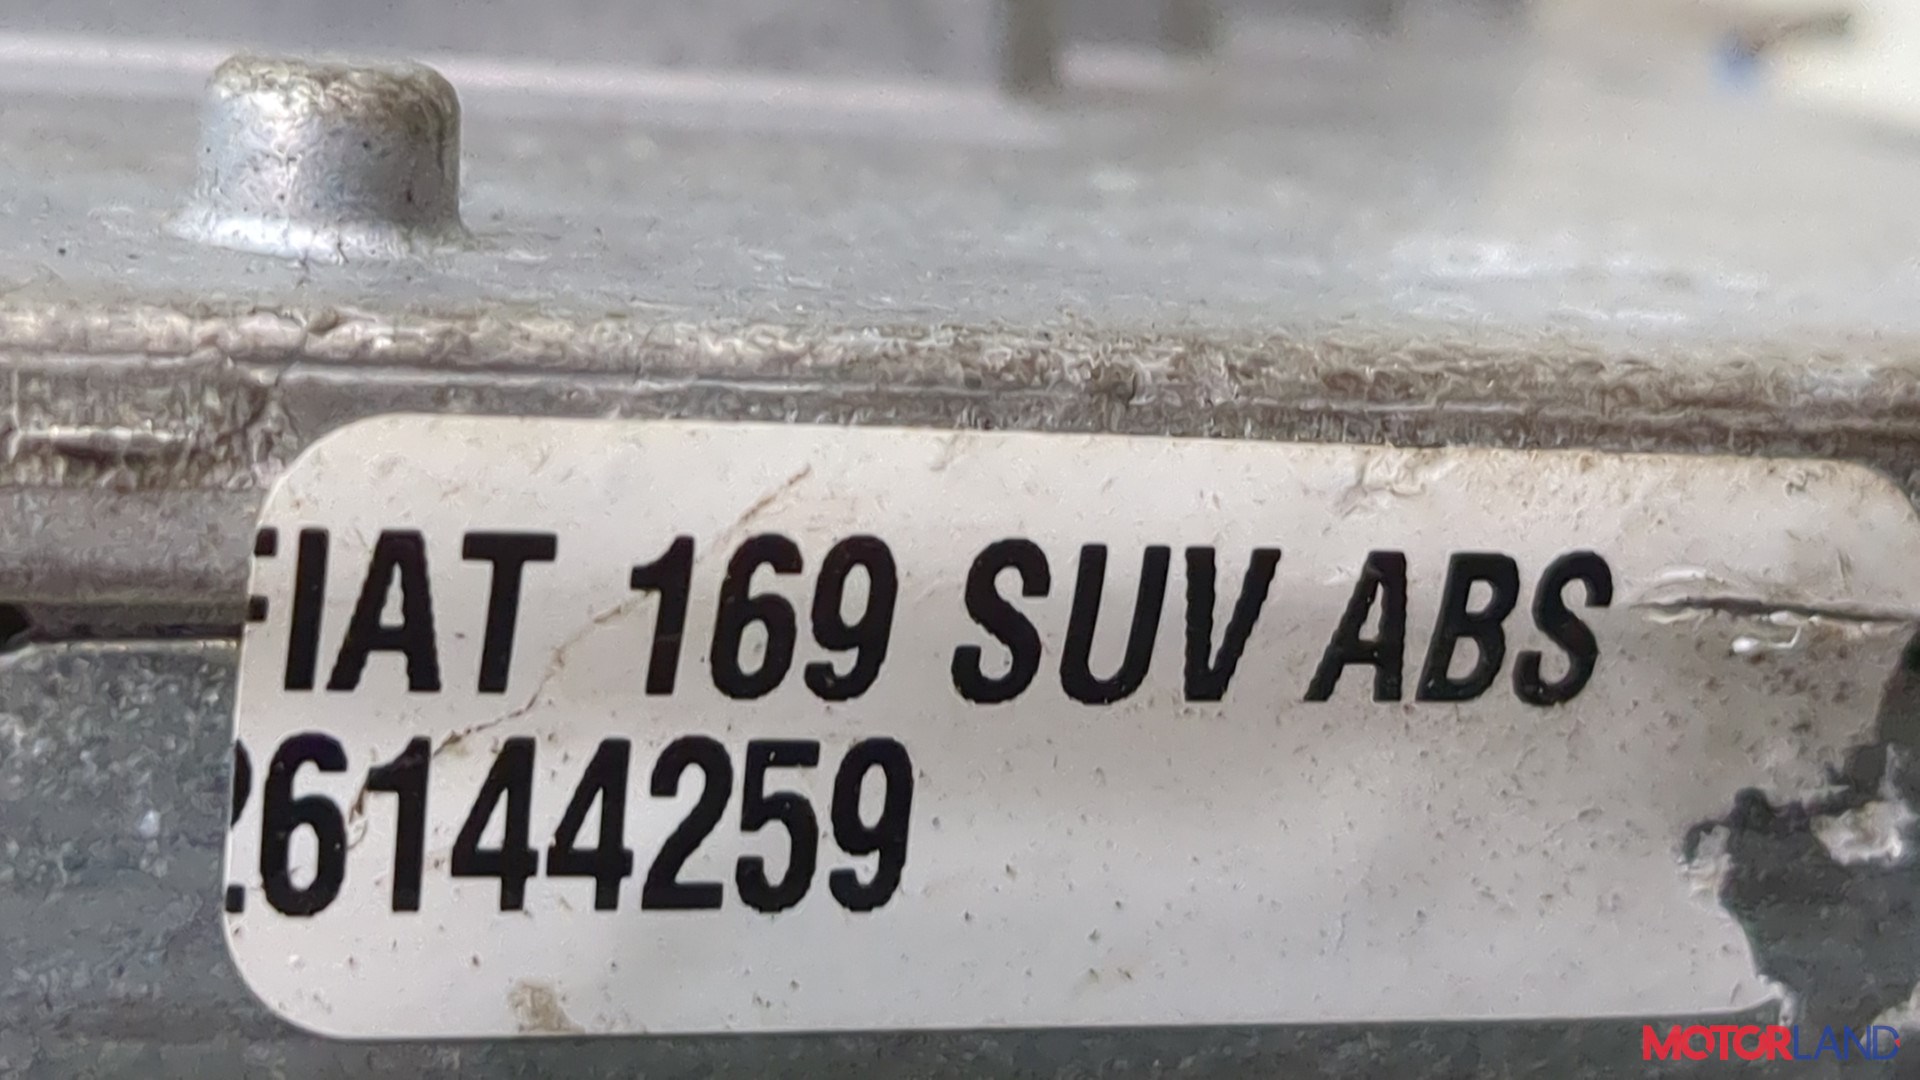 FIAT 169 SUV ABS
26144259
MOTORLAND